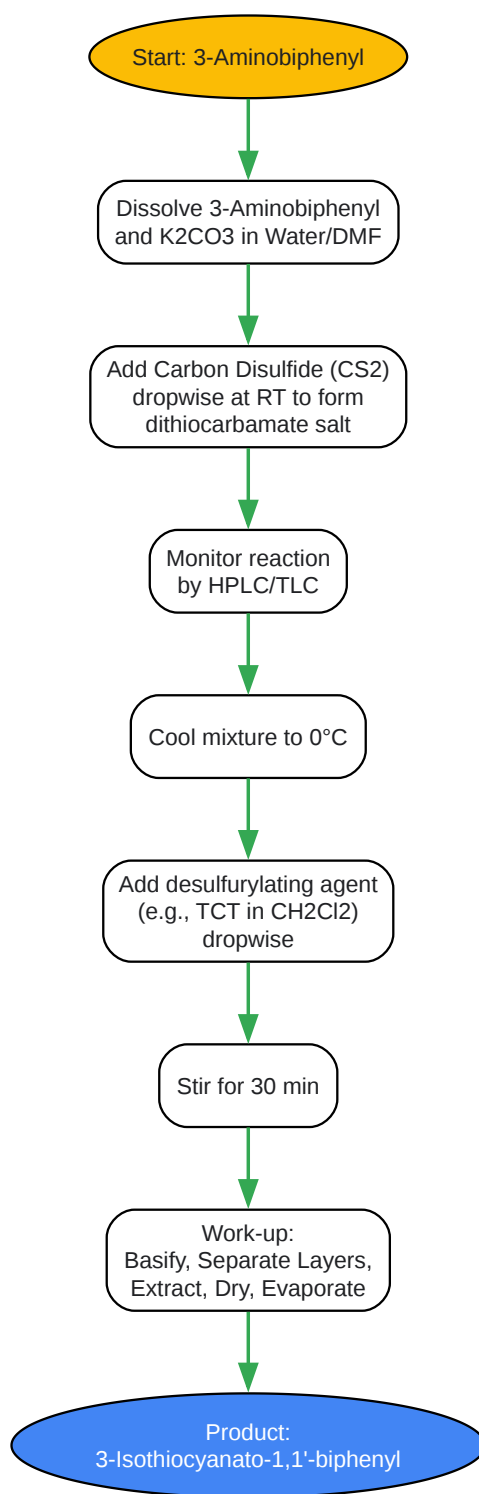 Start: 3-Aminobiphenyl
Dissolve 3-Aminobiphenyl
and K2CO3 in Water/DMF
Add Carbon Disulfide (CS2)
dropwise at RT to form
dithiocarbamate salt
Monitor reaction
by HPLC/TLC
Cool mixture to 0°C
Add desulfurylating agent
(e.g., TCT in CH2Cl2)
dropwise
Stir for 30 min
Work-up:
Basify, Separate Layers,
Extract, Dry, Evaporate
Product:
3-Isothiocyanato-1,1'-biphenyl